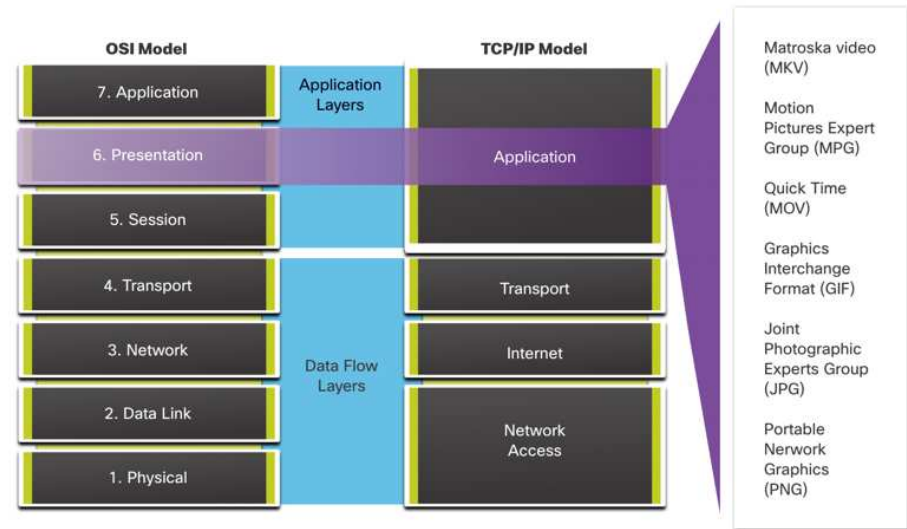 OSI Model
7. Application
6. Presentation
5. Session
4. Transport
3. Network
2. Data Link
1. Physical
Application
Layers
Data Flow
Layers
TCP/IP Model
Application
Transport
Internet
Network
Access
Matroska video
(MKV)
Motion
Pictures Expert
Group (MPG)
Quick Time
(MOV)
Graphics
Interchange
Format (GIF)
Joint
Photographic
Experts Group
(JPG)
Portable
Nerwork
Graphics
(PNG)